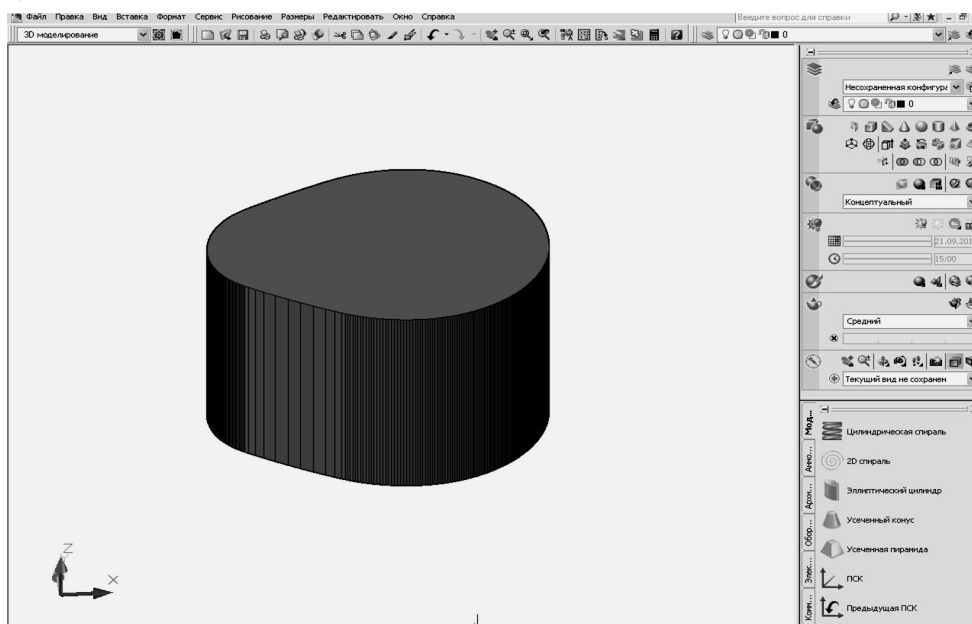 Файл Правка Вид Вставка Формат Сервис Рисование Размеры Редактировать Окно Справка
Введите вопрос для справки
3D моделирование
0
Несохраненная конфигура
0
Концептуальный
21.09.201
15:00
Средний
Текущий вид не сохранен
Мод...
Анно...
Архи...
Обор...
Элек...
Комм...
Цилиндрическая спираль
2D спираль
Эллиптический цилиндр
Усеченный конус
Усеченная пирамида
ПСК
Предыдущая ПСК
Z
X